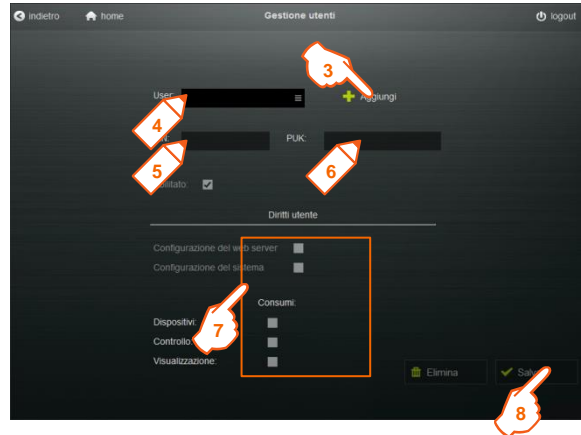 indietro home Gestione utenti logout
3
User: Aggiungi
4
PUK:
5 6
Diritti utente
Configurazione del web server
Configurazione del sistema
Consumi:
Dispositivi:
7
Controllo:
Visualizzazione:
Elimina
8